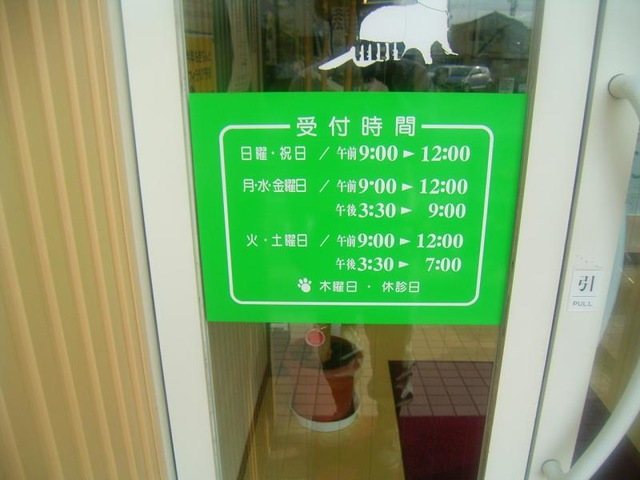 受付時間
日曜・祝日 / 午前 9:00 ► 12:00
月・水・金曜日 / 午前 9:00 ► 12:00
午後 3:30 ► 9:00
火・土曜日 / 午前 9:00 ► 12:00
午後 3:30 ► 7:00
木曜日・休診日
引
PULL